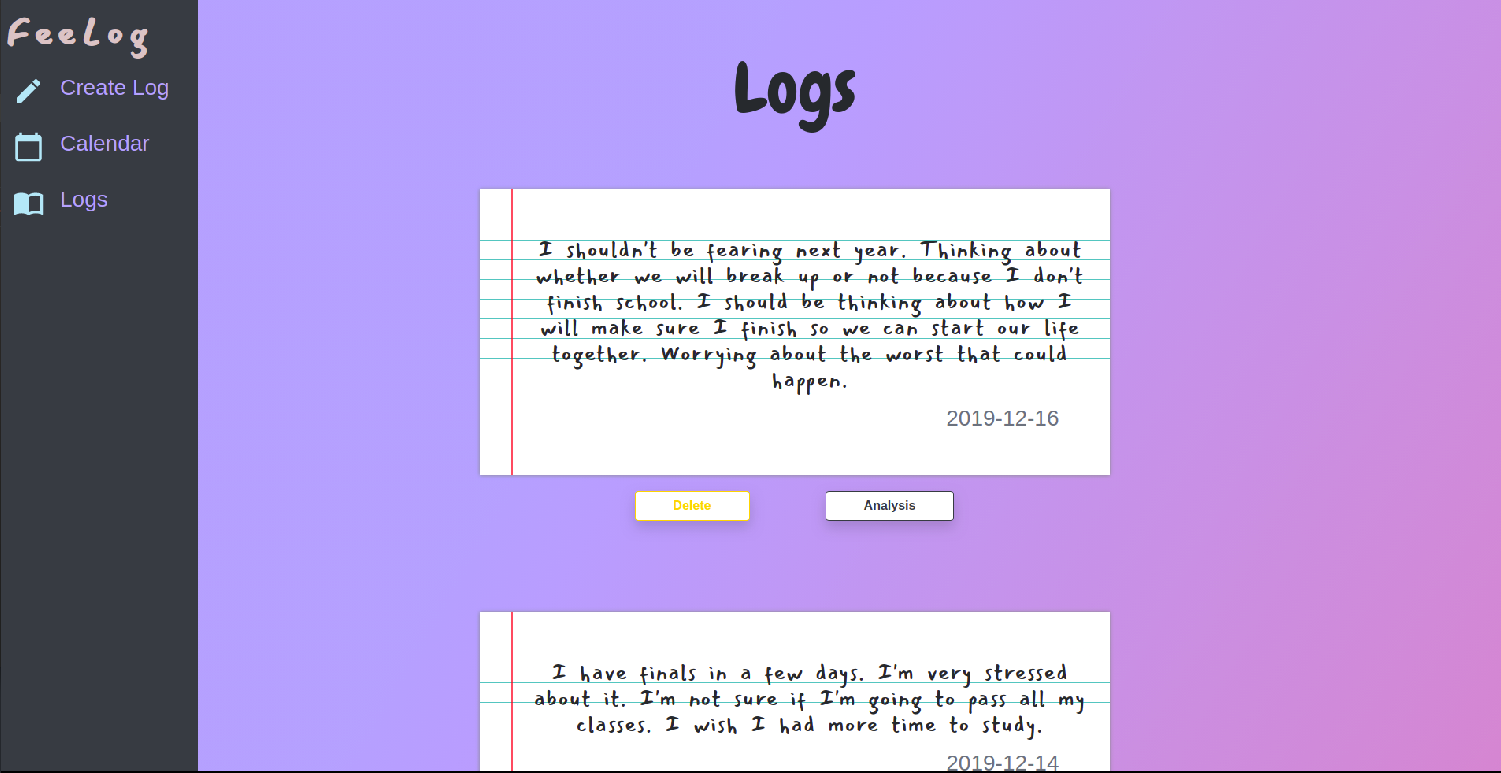 FeeLog
Create Log
Calendar
Logs
Logs
I shouldn't be fearing next year. Thinking about
whether we will break up or not because I don't
finish school. I should be thinking about how I
will make sure I finish so we can start our life
together. Worrying about the worst that could
happen.
2019-12-16
Delete
Analysis
I have finals in a few days. I'm very stressed
about it. I'm not sure if I'm going to pass all my
classes. I wish I had more time to study.
2019-12-14